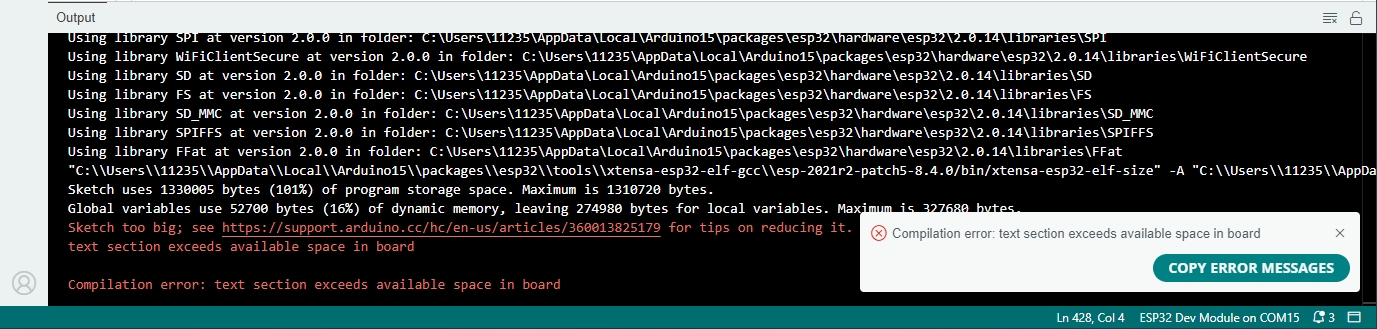 Output
Using library SPI at version 2.0.0 in folder: C:\Users\11235\AppData\Local\Arduino15\packages\esp32\hardware\esp32\2.0.14\libraries\SPI
Using library WiFiClientSecure at version 2.0.0 in folder: C:\Users\11235\AppData\Local\Arduino15\packages\esp32\hardware\esp32\2.0.14\libraries\WiFiClientSecure
Using library SD at version 2.0.0 in folder: C:\Users\11235\AppData\Local\Arduino15\packages\esp32\hardware\esp32\2.0.14\libraries\SD
Using library FS at version 2.0.0 in folder: C:\Users\11235\AppData\Local\Arduino15\packages\esp32\hardware\esp32\2.0.14\libraries\FS
Using library SD_MMC at version 2.0.0 in folder: C:\Users\11235\AppData\Local\Arduino15\packages\esp32\hardware\esp32\2.0.14\libraries\SD_MMC
Using library SPIFFS at version 2.0.0 in folder: C:\Users\11235\AppData\Local\Arduino15\packages\esp32\hardware\esp32\2.0.14\libraries\SPIFFS
Using library FFat at version 2.0.0 in folder: C:\Users\11235\AppData\Local\Arduino15\packages\esp32\hardware\esp32\2.0.14\libraries\FFat
"C:\\Users\\11235\\AppData\\Local\\Arduino15\\packages\\esp32\\tools\\xtensa-esp32-elf-gcc\\esp-2021r2-patch5-8.4.0/bin/xtensa-esp32-elf-size" -A "C:\\Users\\11235\\AppDa
Sketch uses 1330005 bytes (101%) of program storage space. Maximum is 1310720 bytes.
Global variables use 52700 bytes (16%) of dynamic memory, leaving 274980 bytes for local variables. Maximum is 327680 bytes.
Sketch too big; see https://support.arduino.cc/hc/en-us/articles/360013825179 for tips on reducing it.
text section exceeds available space in board
Compilation error: text section exceeds available space in board
Compilation error: text section exceeds available space in board
COPY ERROR MESSAGES
Ln 428, Col 4 ESP32 Dev Module on COM15 3